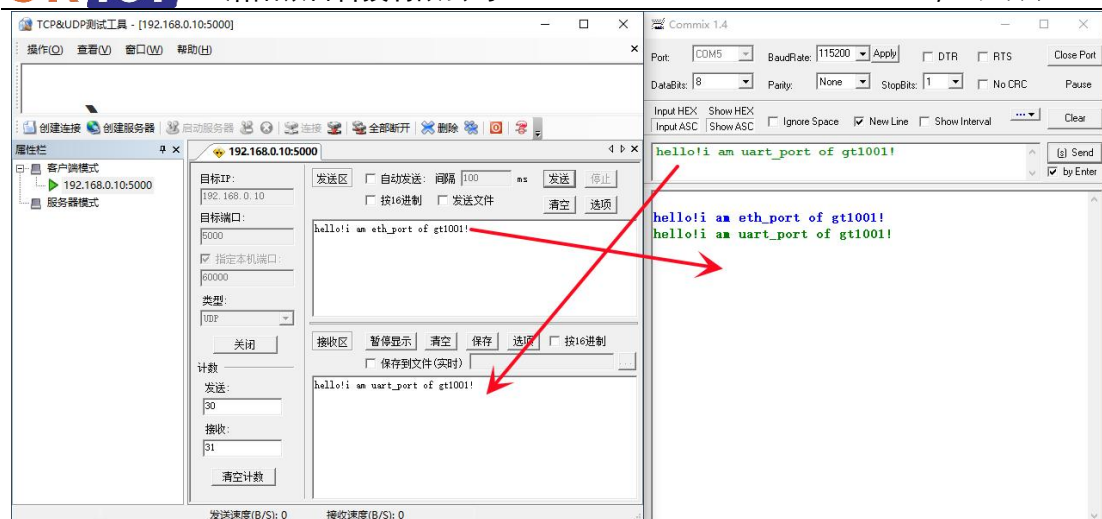 TCP&UDP测试工具 - [192.168.0.10:5000]
操作(O) 查看(V) 窗口(W) 帮助(H)
创建连接 创建服务器 启动服务器 连接 全部断开 删除
属性栏
客户端模式
192.168.0.10:5000
服务器模式
192.168.0.10:5000
目标IP:
192.168.0.10
目标端口:
5000
指定本机端口:
60000
类型:
UDP
关闭
计数
发送:
30
接收:
31
清空计数
发送区 自动发送: 间隔 100 ms 发送 停止
按16进制 发送文件 清空 选项
hello!i am eth_port of gt1001!
接收区 暂停显示 清空 保存 选项 按16进制
保存到文件(实时) ...
hello!i am uart_port of gt1001!
发送速度(B/S): 0 接收速度(B/S): 0
Commix 1.4
Port: COM5 BaudRate: 115200 Apply DTR RTS Close Port
DataBits: 8 Parity: None StopBits: 1 No CRC Pause
Input HEX Show HEX
Input ASC Show ASC Ignore Space New Line Show Interval ... Clear
hello!i am uart_port of gt1001!
[s] Send
by Enter
hello!i am eth_port of gt1001!
hello!i am uart_port of gt1001!